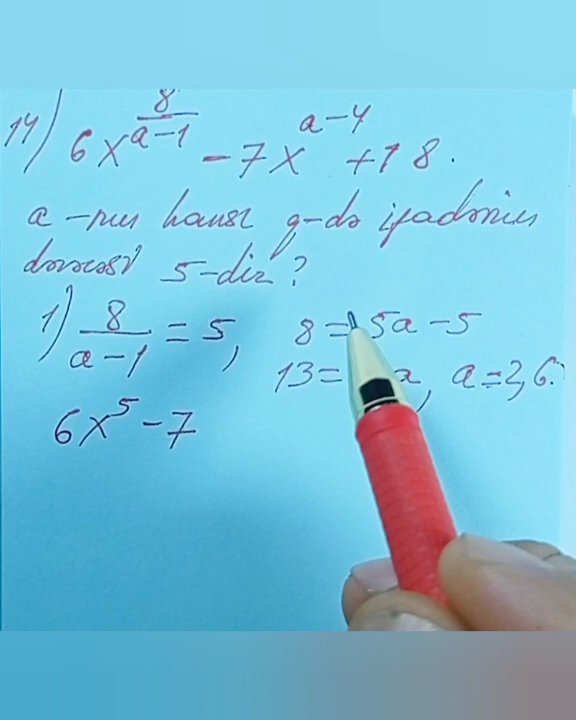 14) 6x^(8/(a-1)) - 7x^(a-4) + 18.
a-nın hansı q-də ifadənin
dərəcəsi 5-dir?
1) 8/(a-1) = 5, 8 = 5a - 5
13 = a, a = 2,6.
6x^5 - 7